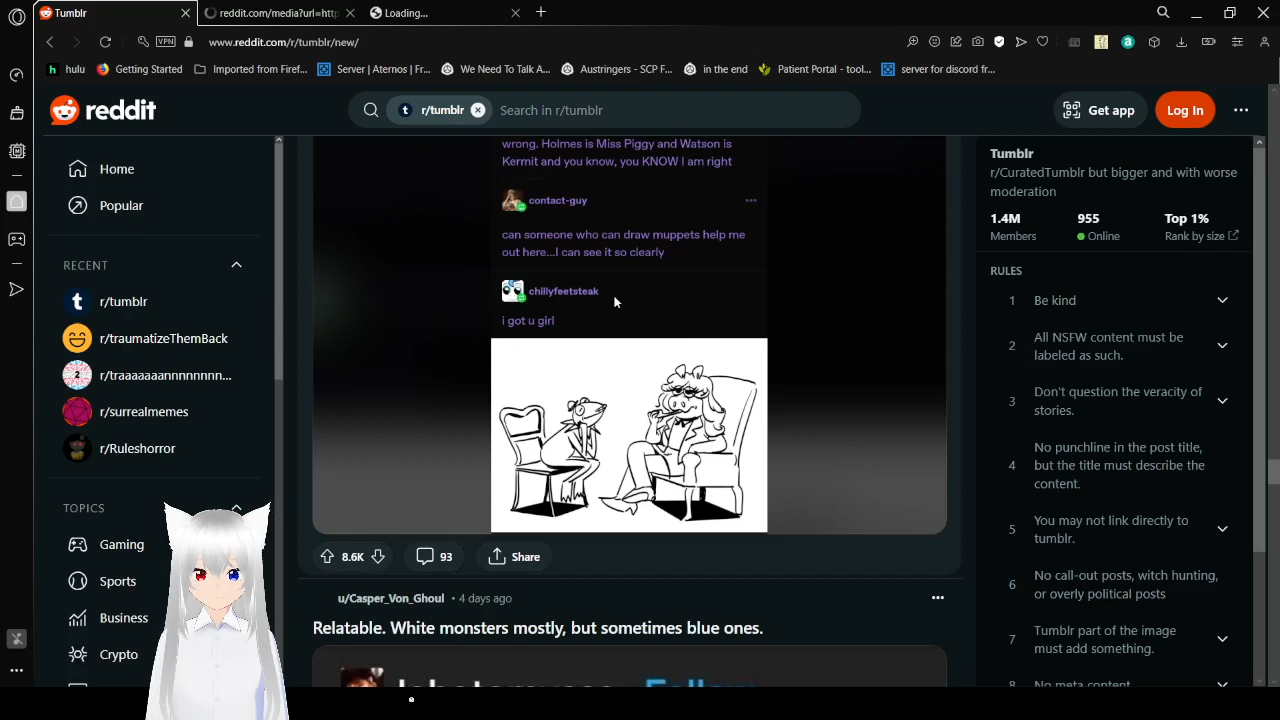 Tumblr
reddit.com/media?url=http
Loading...
VPN
www.reddit.com/r/tumblr/new/
h hulu
Getting Started
Imported from Firef...
Server | Aternos | Fr...
We Need To Talk A...
Austringers - SCP F...
in the end
Patient Portal - tool...
server for discord fr...
reddit
t r/tumblr
Search in r/tumblr
Get app
Log In
Home
Popular
RECENT
t r/tumblr
r/traumatizeThemBack
2 r/traaaaaaannnnnnnn...
r/surrealmemes
r/Ruleshorror
TOPICS
Gaming
Sports
Business
Crypto
wrong. Holmes is Miss Piggy and Watson is
Kermit and you know, you KNOW I am right
contact-guy
can someone who can draw muppets help me
out here...I can see it so clearly
chillyfeetsteak
i got u girl
8.6K
93
Share
u/Casper_Von_Ghoul • 4 days ago
Relatable. White monsters mostly, but sometimes blue ones.
Follow
Tumblr
r/CuratedTumblr but bigger and with worse
moderation
1.4M
Members
955
Online
Top 1%
Rank by size
RULES
1 Be kind
2 All NSFW content must be
labeled as such.
3 Don't question the veracity of
stories.
4 No punchline in the post title,
but the title must describe the
content.
5 You may not link directly to
tumblr.
6 No call-out posts, witch hunting,
or overly political posts
7 Tumblr part of the image
must add something.
8 No meta content